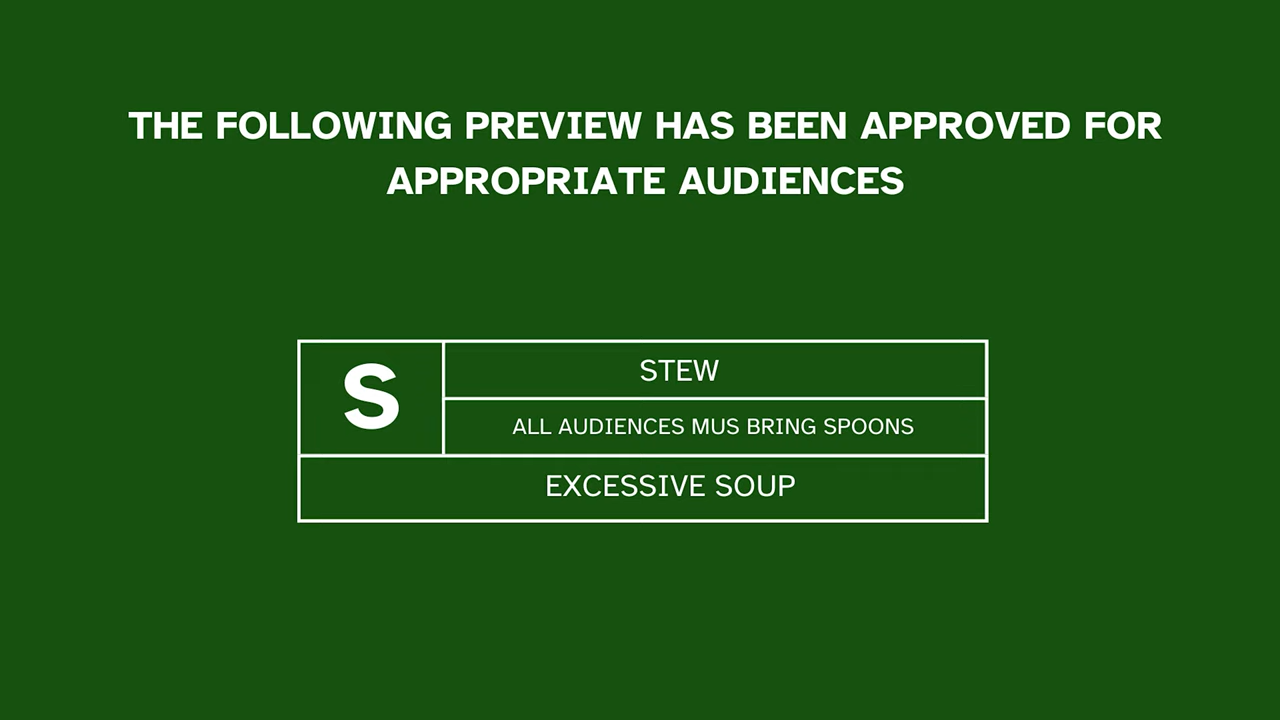 THE FOLLOWING PREVIEW HAS BEEN APPROVED FOR
APPROPRIATE AUDIENCES
S
STEW
ALL AUDIENCES MUS BRING SPOONS
EXCESSIVE SOUP